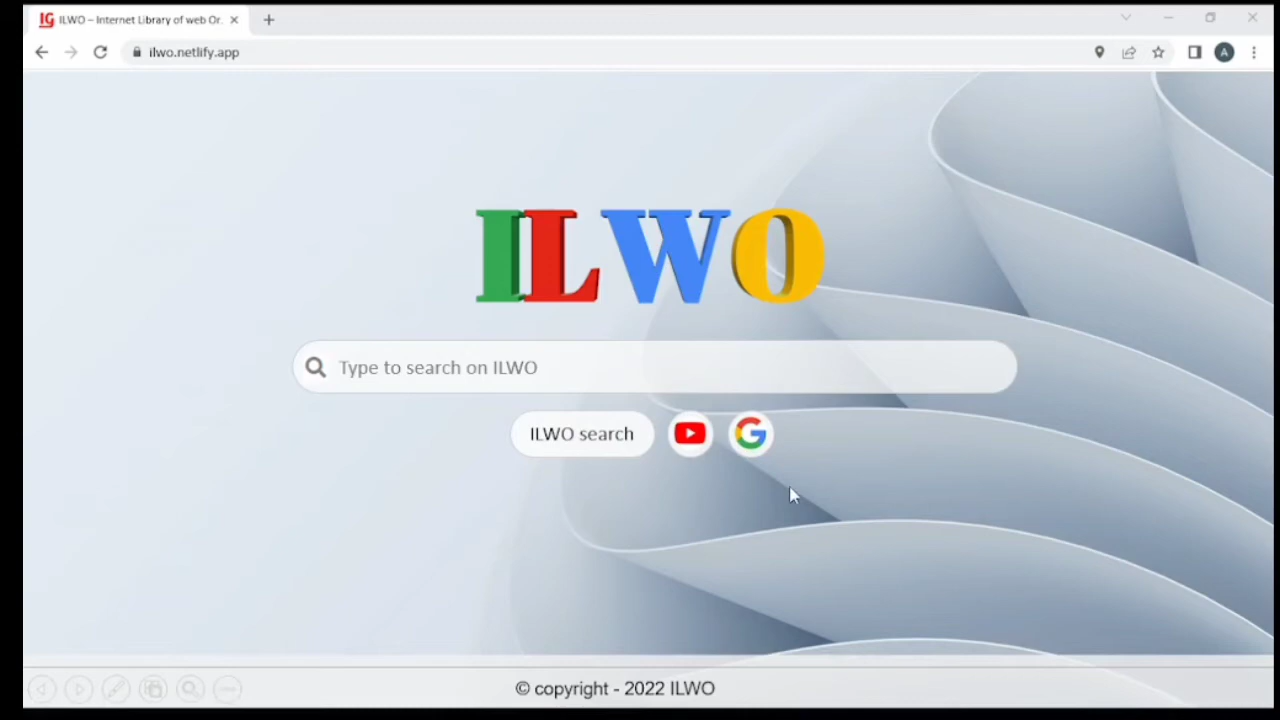 IG ILWO – Internet Library of web Or.
ilwo.netlify.app
A
ILWO
Type to search on ILWO
ILWO search
G
© copyright - 2022 ILWO